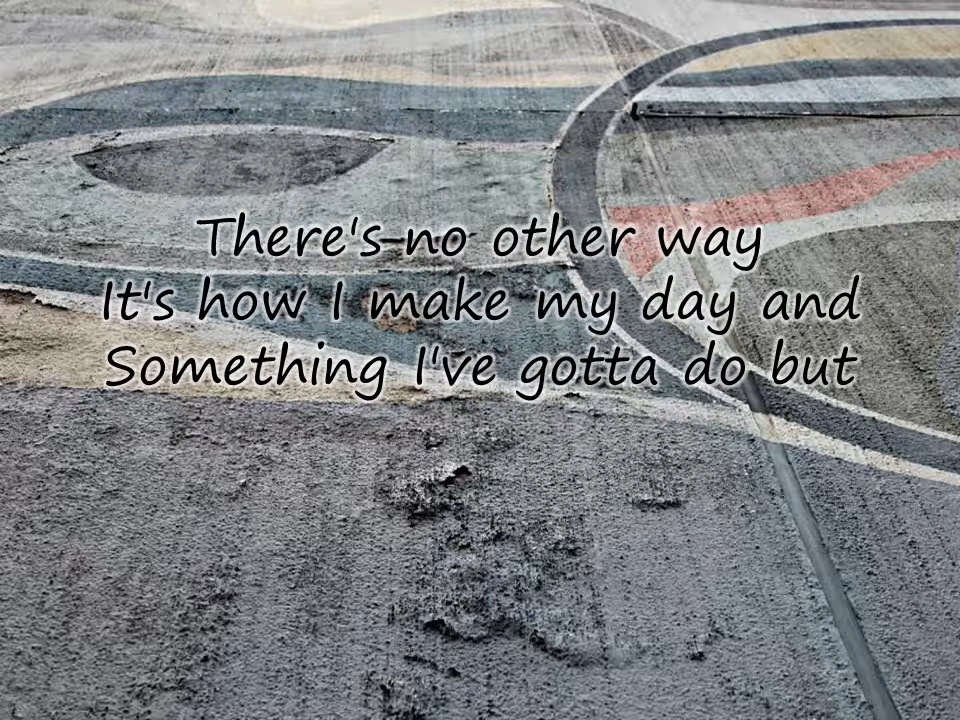 There's no other way
It's how I make my day and
Something I've gotta do but